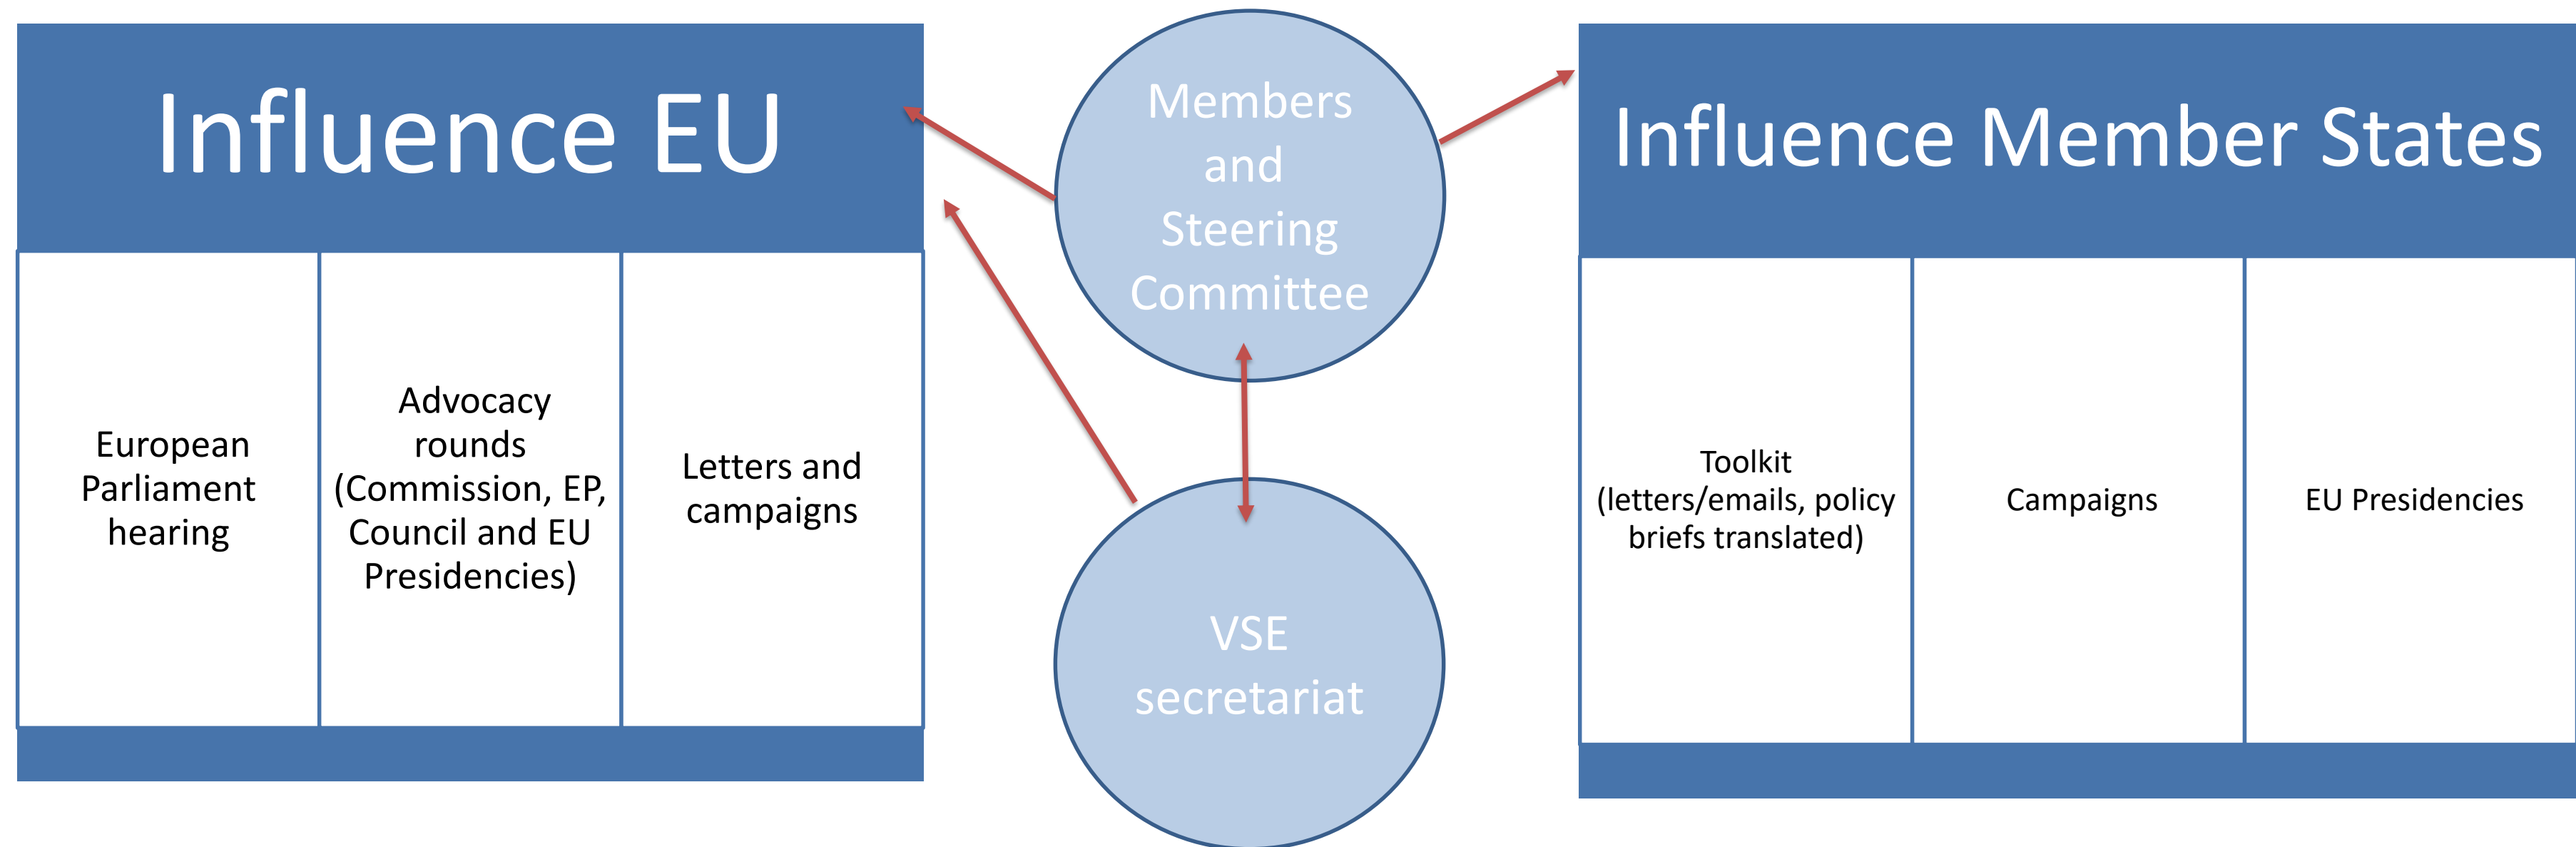 Influence EU
European
Parliament
hearing
Advocacy
rounds
(Commission, EP,
Council and EU
Presidencies)
Letters and
campaigns
Members
and
Steering
Committee
VSE
secretariat
Influence Member States
Toolkit
(letters/emails, policy
briefs translated)
Campaigns
EU Presidencies